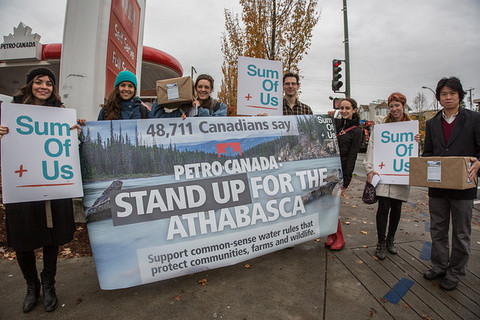 PETRO-CANADA
Sum
Of
+ Us
Sum
Of
+ Us
48,711 Canadians say
Sum
Of
Us
PETRO-CANADA:
STAND UP FOR THE
ATHABASCA
Support common-sense water rules that
protect communities, farms and wildlife.
Sum
Of
+ Us